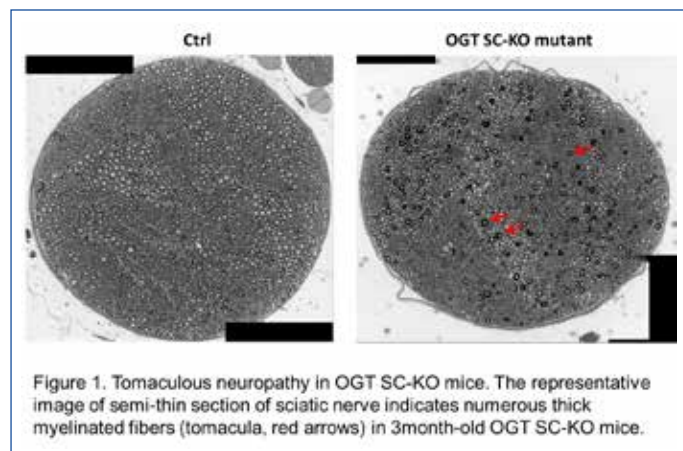 Ctrl
OGT SC-KO mutant
Figure 1. Tomaculous neuropathy in OGT SC-KO mice. The representative
image of semi-thin section of sciatic nerve indicates numerous thick
myelinated fibers (tomacula, red arrows) in 3month-old OGT SC-KO mice.